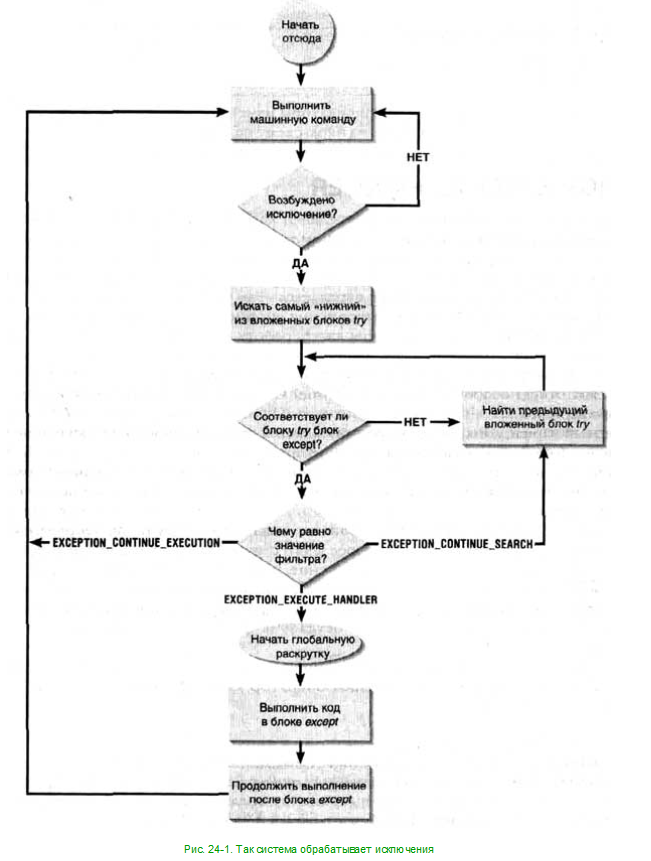 Начать
отсюда
Выполнить
машинную команду
НЕТ
Возбуждено
исключение?
ДА
Искать самый «нижний»
из вложенных блоков try
Соответствует ли
блоку try блок
except?
НЕТ
Найти предыдущий
вложенный блок try
ДА
Чему равно
значение
фильтра?
EXCEPTION_CONTINUE_EXECUTION
EXCEPTION_CONTINUE_SEARCH
EXCEPTION_EXECUTE_HANDLER
Начать глобальную
раскрутку
Выполнить код
в блоке except
Продолжить выполнение
после блока except
Рис. 24-1. Так система обрабатывает исключения